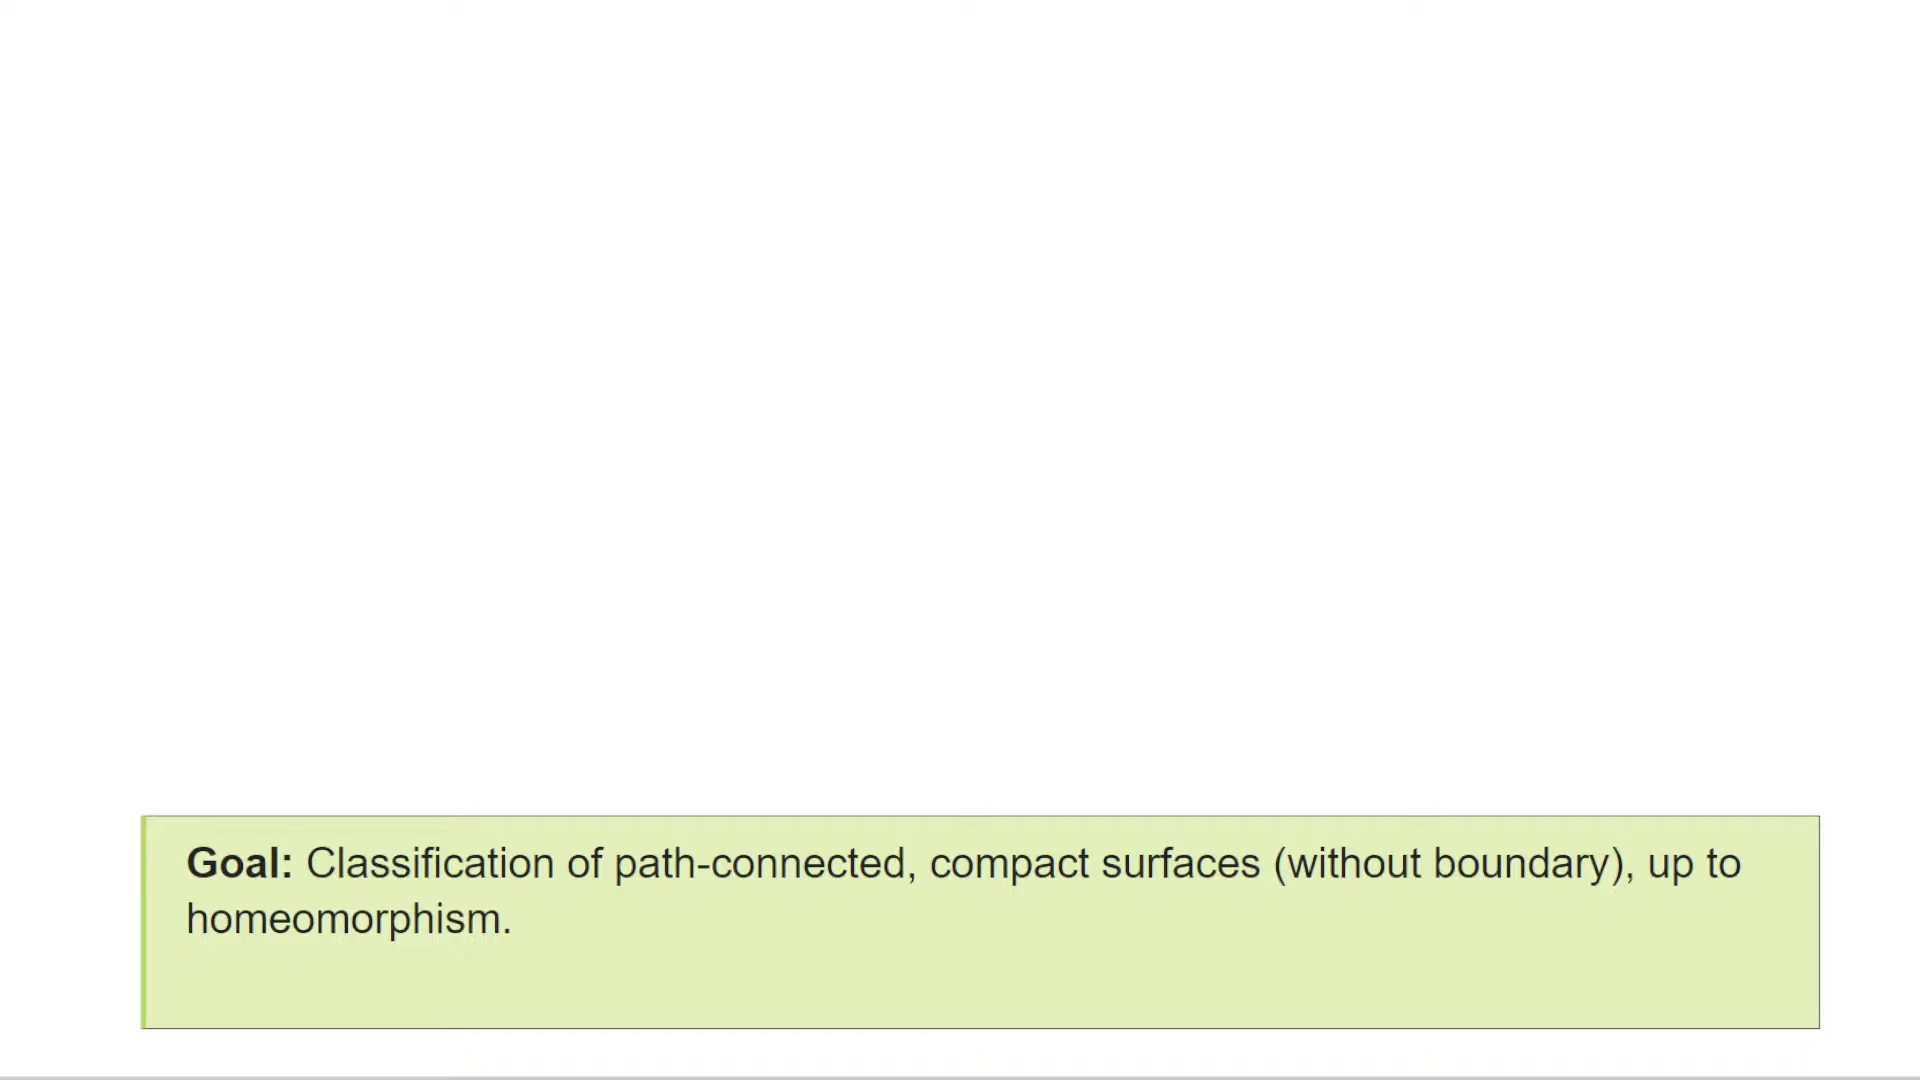 Goal: Classification of path-connected, compact surfaces (without boundary), up to
homeomorphism.